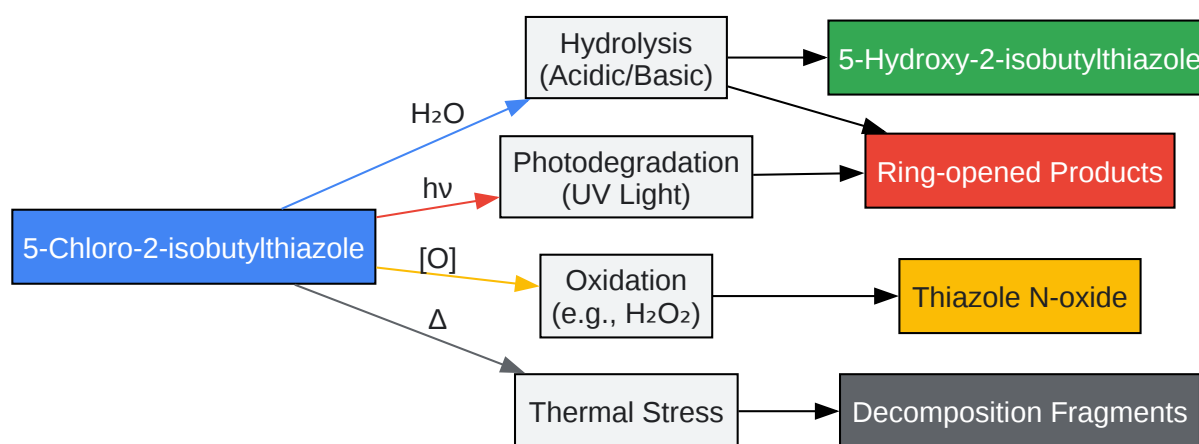 Hydrolysis
(Acidic/Basic)
5-Hydroxy-2-isobutylthiazole
H₂O
Photodegradation
(UV Light)
Ring-opened Products
hν
5-Chloro-2-isobutylthiazole
[O]
Oxidation
(e.g., H₂O₂)
Thiazole N-oxide
Δ
Thermal Stress
Decomposition Fragments